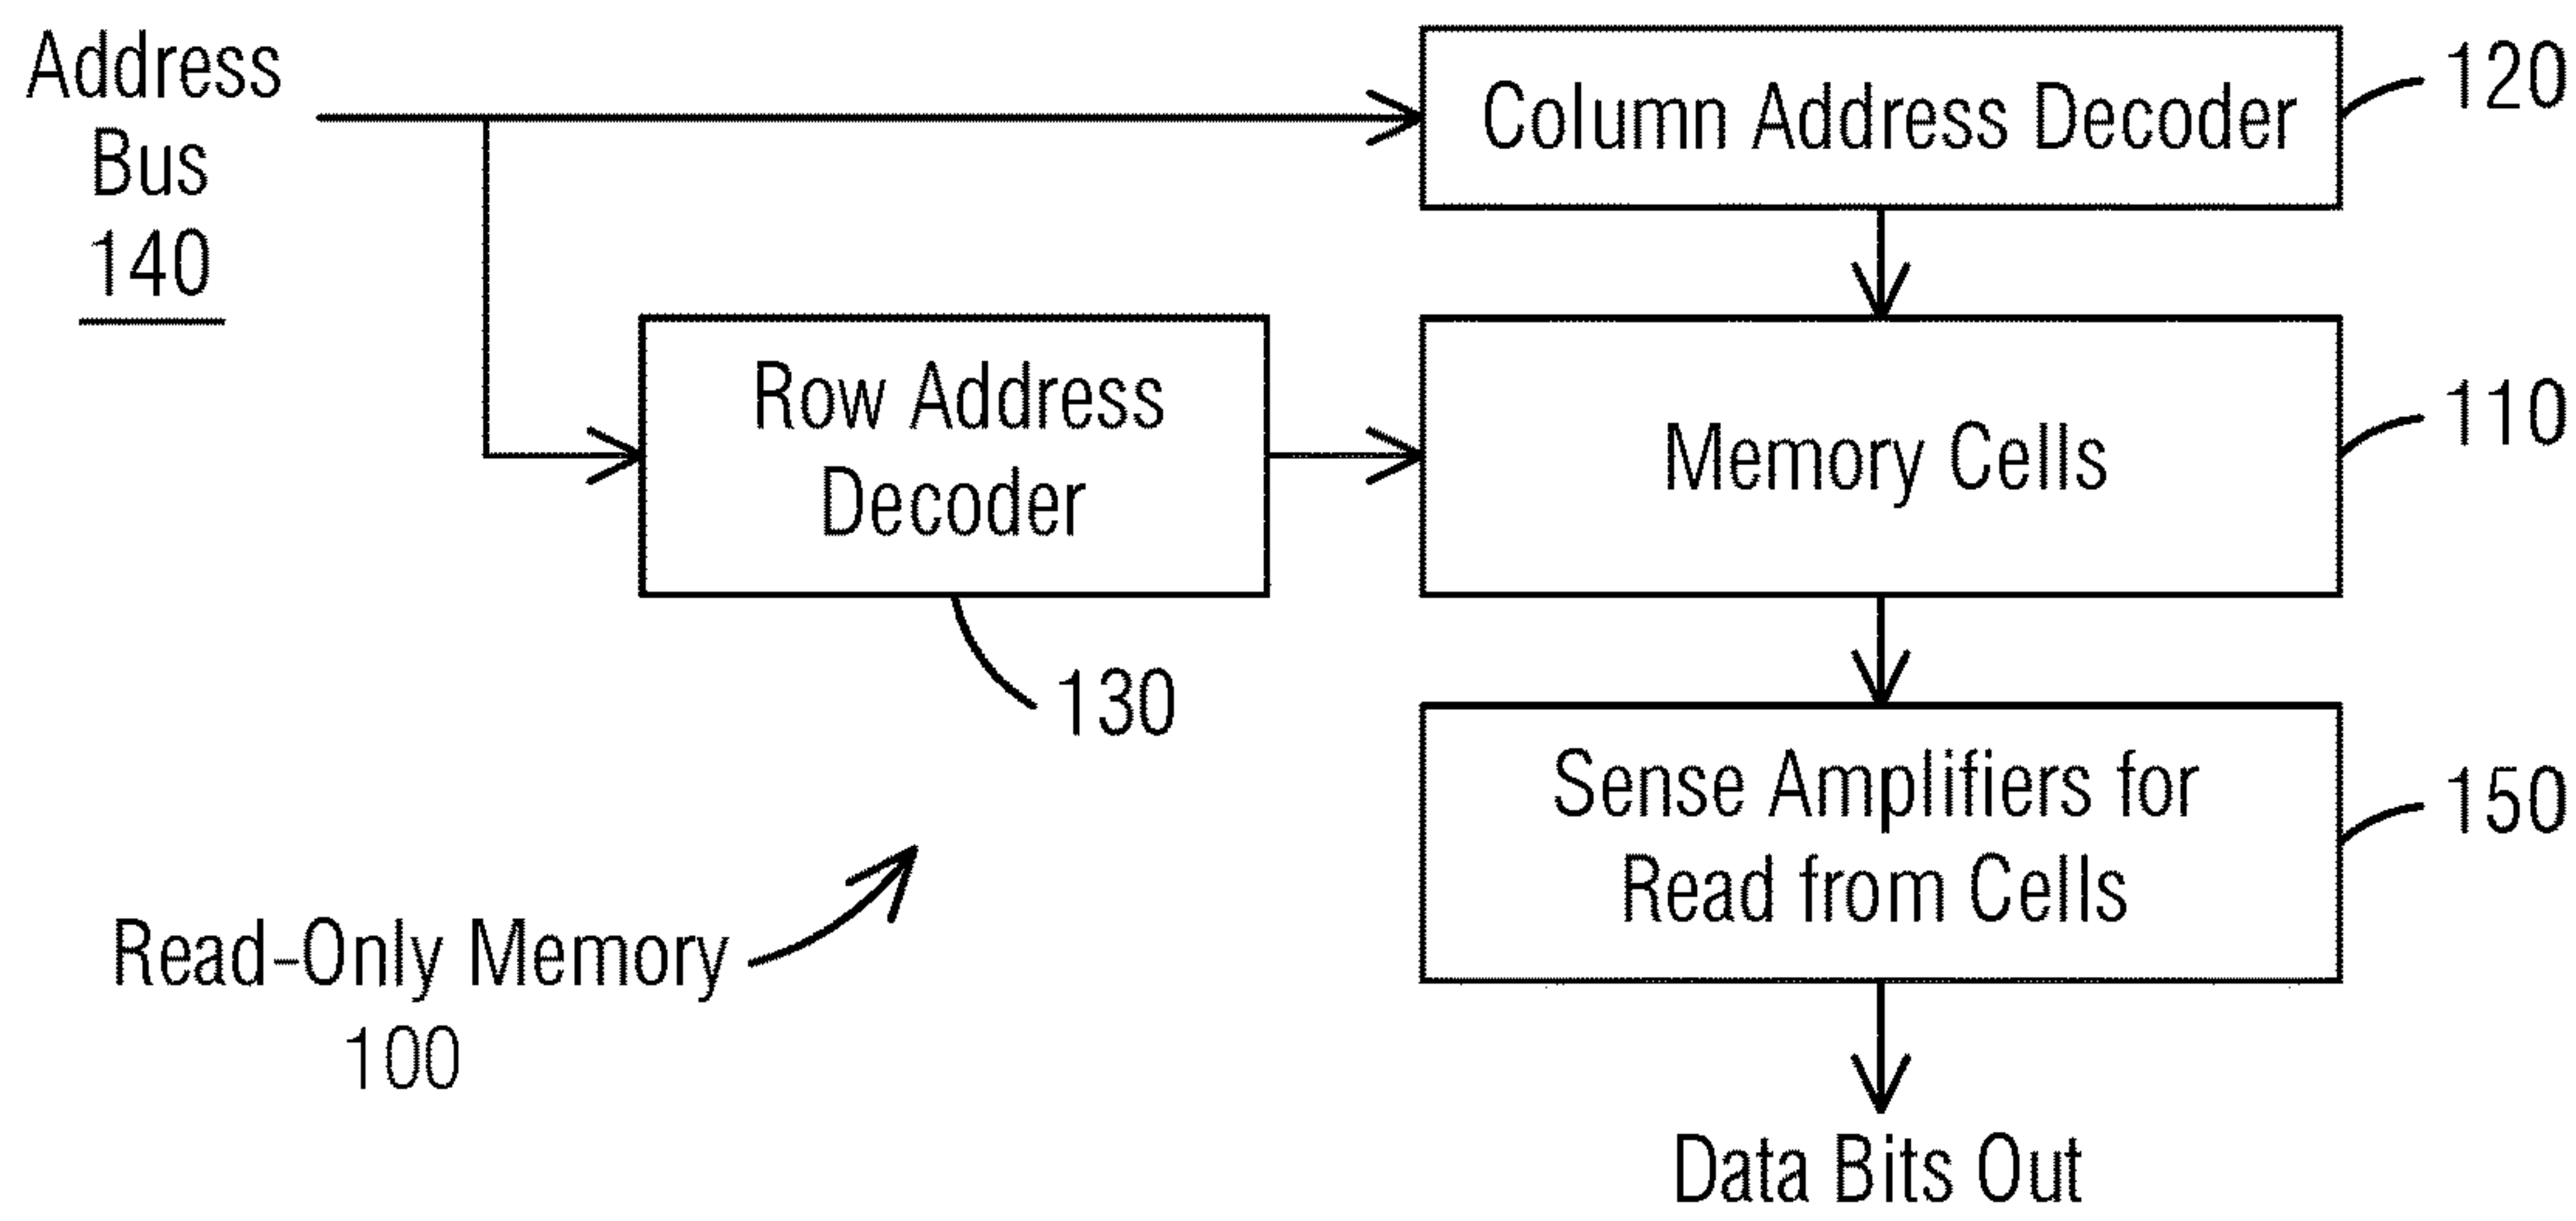 Address
Bus
140
Column Address Decoder
120
Row Address
Decoder
130
Memory Cells
110
Sense Amplifiers for
Read from Cells
150
Read-Only Memory
100
Data Bits Out